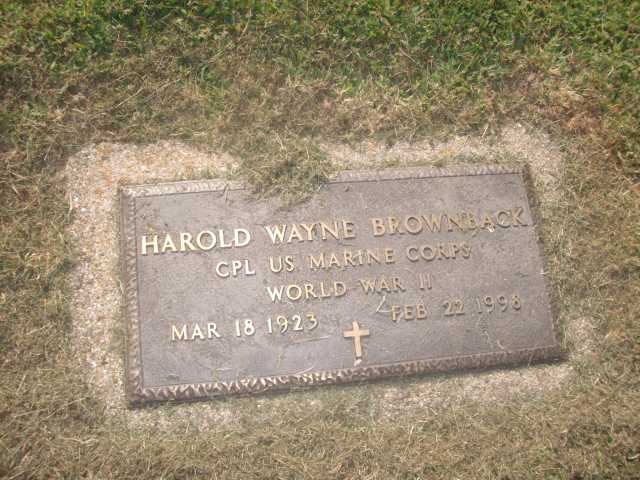 HAROLD WAYNE BROWNBACK
CPL US MARINE CORPS
WORLD WAR II
MAR 18 1923 FEB 22 1998